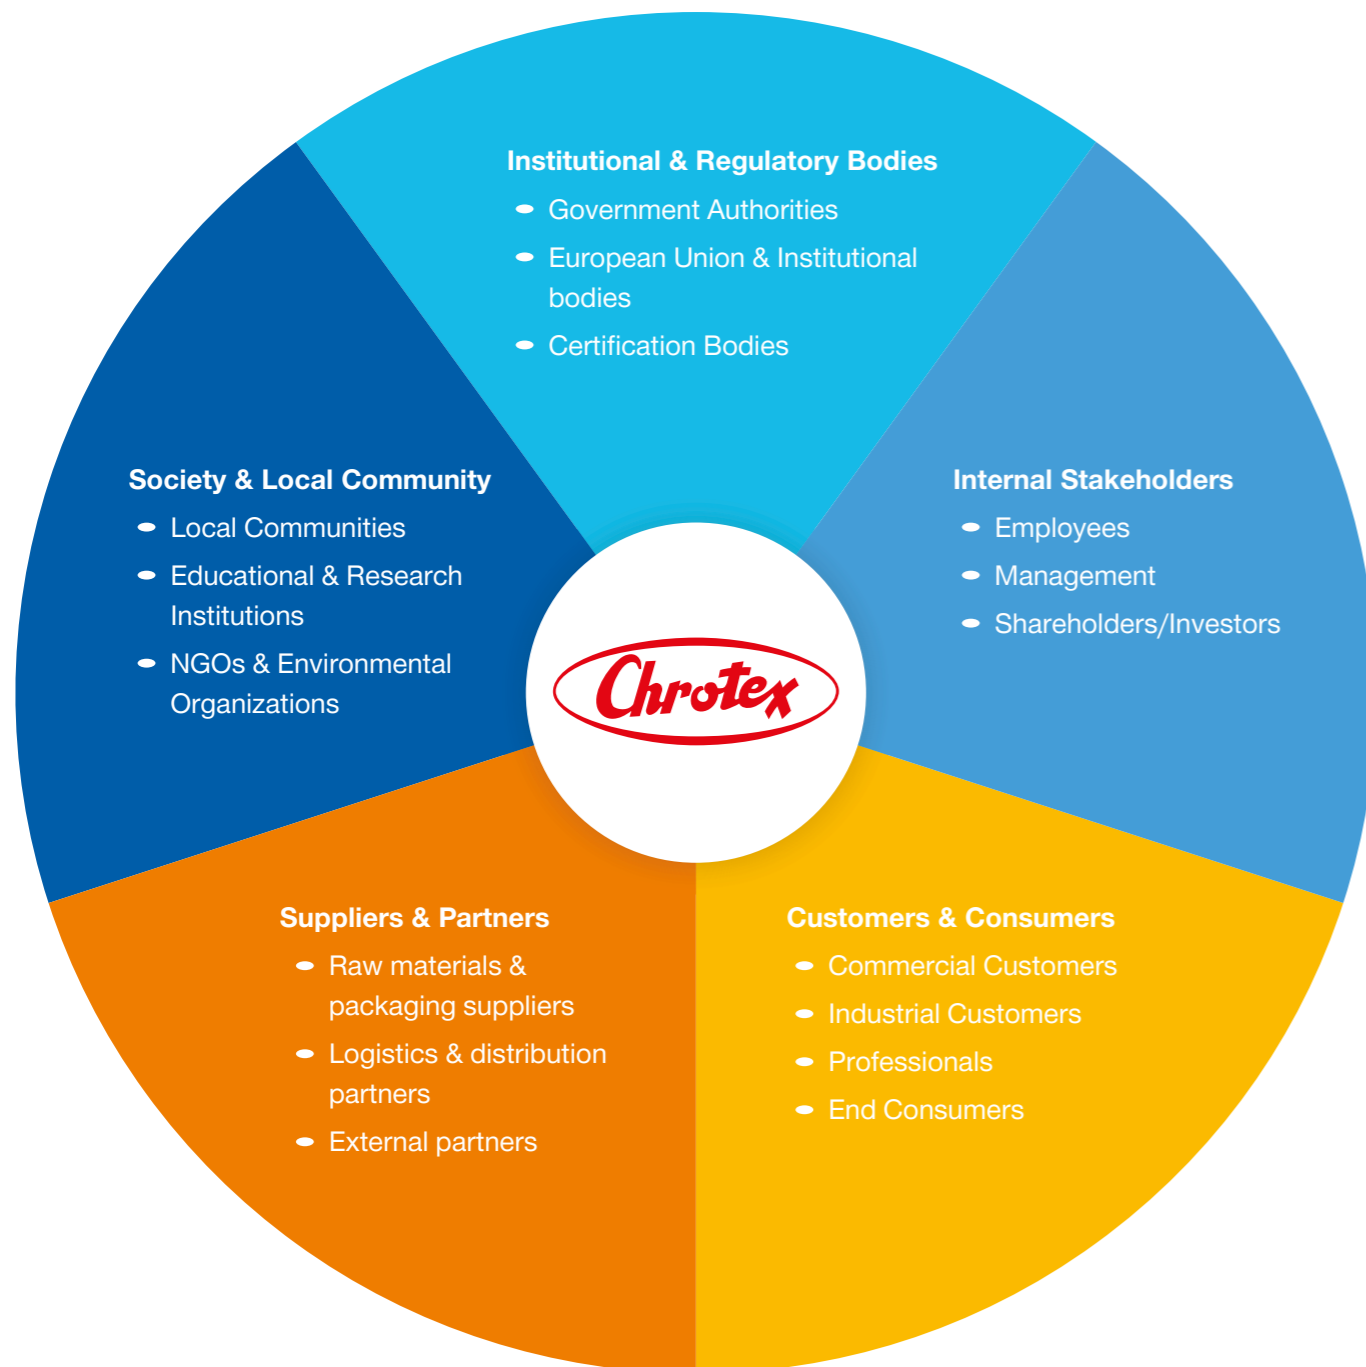 Institutional & Regulatory Bodies
Government Authorities
European Union & Institutional
bodies
Certification Bodies
Society & Local Community
Local Communities
Educational & Research
Institutions
NGOs & Environmental
Organizations
Internal Stakeholders
Employees
Management
Shareholders/Investors
Chrotex
Suppliers & Partners
Raw materials &
packaging suppliers
Logistics & distribution
partners
External partners
Customers & Consumers
Commercial Customers
Industrial Customers
Professionals
End Consumers